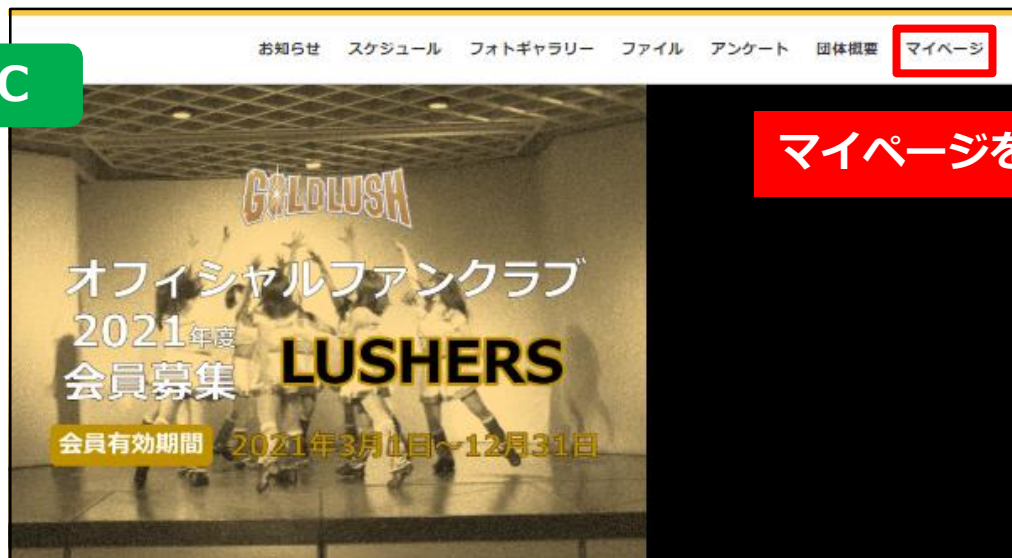 お知らせ スケジュール フォトギャラリー ファイル アンケート 団体概要 マイページ
C
マイページを
GOLDLUSH
オフィシャルファンクラブ
2021年度
会員募集
LUSHERS
会員有効期間 2021年3月1日～12月31日